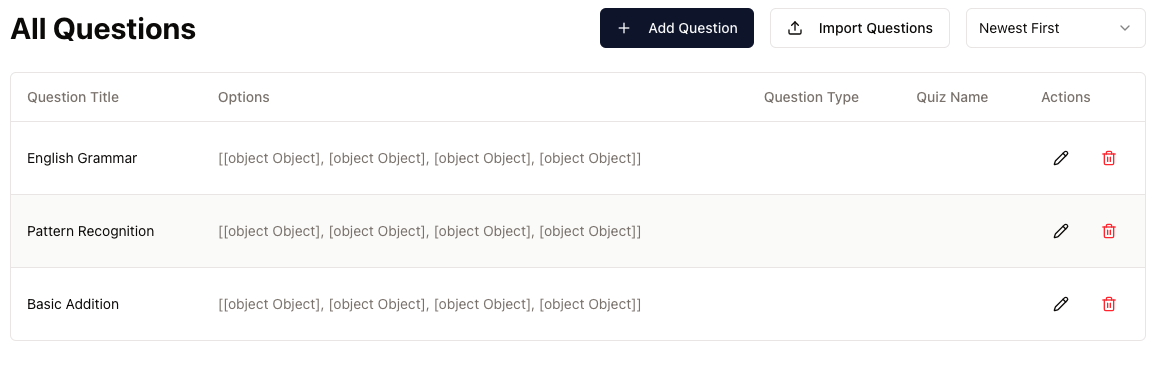 All Questions
Add Question
Import Questions
Newest First
Question Title Options Question Type Quiz Name Actions
English Grammar [[object Object], [object Object], [object Object], [object Object]]
Pattern Recognition [[object Object], [object Object], [object Object], [object Object]]
Basic Addition [[object Object], [object Object], [object Object], [object Object]]